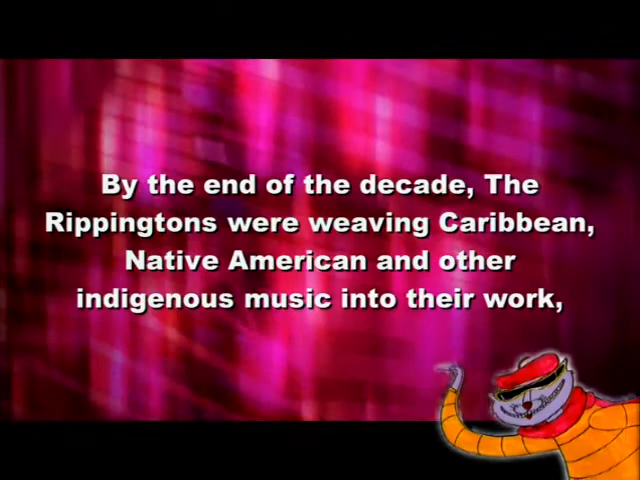 By the end of the decade, The
Rippingtons were weaving Caribbean,
Native American and other
indigenous music into their work,